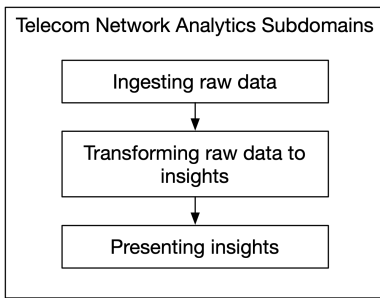 Telecom Network Analytics Subdomains
Ingesting raw data
Transforming raw data to
insights
Presenting insights